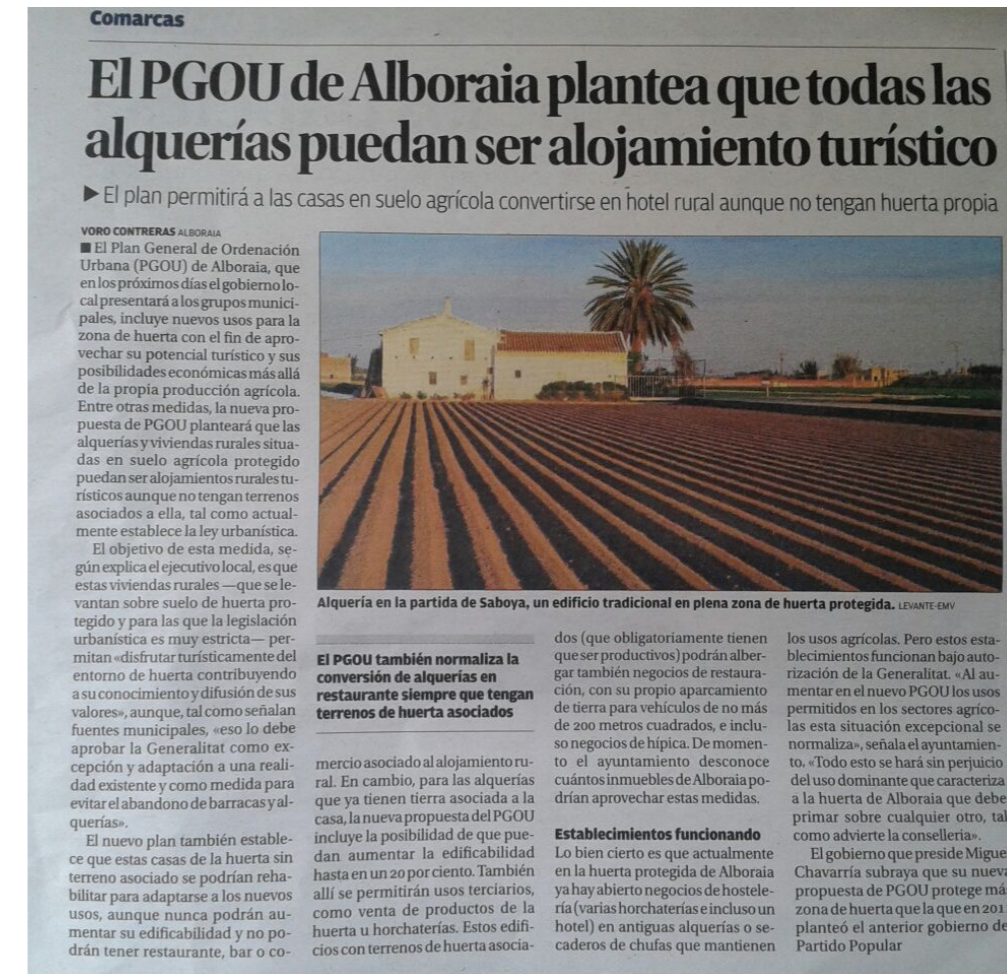 Comarcas
El PGOU de Alboraia plantea que todas las
alquerías puedan ser alojamiento turístico
▶ El plan permitirá a las casas en suelo agrícola convertirse en hotel rural aunque no tengan huerta propia
VORO CONTRERAS ALBORAIA
■ El Plan General de Ordenación
Urbana (PGOU) de Alboraia, que
en los próximos días el gobierno lo-
cal presentará a los grupos munici-
pales, incluye nuevos usos para la
zona de huerta con el fin de apro-
vechar su potencial turístico y sus
posibilidades económicas más allá
de la propia producción agrícola.
Entre otras medidas, la nueva pro-
puesta de PGOU planteará que las
alquerías y viviendas rurales situa-
das en suelo agrícola protegido
puedan ser alojamientos rurales tu-
rísticos aunque no tengan terrenos
asociados a ella, tal como actual-
mente establece la ley urbanística.
El objetivo de esta medida, se-
gún explica el ejecutivo local, es que
estas viviendas rurales —que se le-
vantan sobre suelo de huerta pro-
tegido y para las que la legislación
urbanística es muy estricta— per-
mitan «disfrutar turísticamente del
entorno de huerta contribuyendo
a su conocimiento y difusión de sus
valores», aunque, tal como señalan
fuentes municipales, «eso lo debe
aprobar la Generalitat como ex-
cepción y adaptación a una reali-
dad existente y como medida para
evitar el abandono de barracas y al-
querías».
El nuevo plan también estable-
ce que estas casas de la huerta sin
terreno asociado se podrían reha-
bilitar para adaptarse a los nuevos
usos, aunque nunca podrán au-
mentar su edificabilidad y no po-
drán tener restaurante, bar o co-
Alquería en la partida de Saboya, un edificio tradicional en plena zona de huerta protegida. LEVANTE-EMV
El PGOU también normaliza la
conversión de alquerías en
restaurante siempre que tengan
terrenos de huerta asociados
mercio asociado al alojamiento ru-
ral. En cambio, para las alquerías
que ya tienen tierra asociada a la
casa, la nueva propuesta del PGOU
incluye la posibilidad de que pue-
dan aumentar la edificabilidad
hasta en un 20 por ciento. También
allí se permitirán usos terciarios,
como venta de productos de la
huerta u horchaterías. Estos edifi-
cios con terrenos de huerta asocia-
dos (que obligatoriamente tienen
que ser productivos) podrán alber-
gar también negocios de restaura-
ción, con su propio aparcamiento
de tierra para vehículos de no más
de 200 metros cuadrados, e inclu-
so negocios de hípica. De momen-
to el ayuntamiento desconoce
cuántos inmuebles de Alboraia po-
drían aprovechar estas medidas.
Establecimientos funcionando
Lo bien cierto es que actualmente
en la huerta protegida de Alboraia
ya hay abierto negocios de hostele-
ría (varias horchaterías e incluso un
hotel) en antiguas alquerías o se-
caderos de chufas que mantienen
los usos agrícolas. Pero estos esta-
blecimientos funcionan bajo auto-
rización de la Generalitat. «Al au-
mentar en el nuevo PGOU los usos
permitidos en los sectores agríco-
las esta situación excepcional se
normaliza», señala el ayuntamien-
to. «Todo esto se hará sin perjuicio
del uso dominante que caracteriza
a la huerta de Alboraia que debe
primar sobre cualquier otro, tal
como advierte la conselleria».
El gobierno que preside Migue
Chavarría subraya que su nueva
propuesta de PGOU protege má
zona de huerta que la que en 201
planteó el anterior gobierno de
Partido Popular